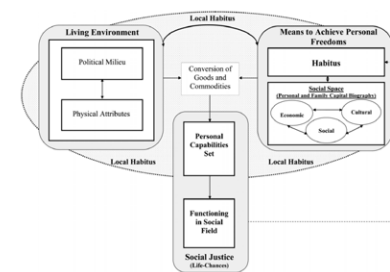 Local Habitus
Living Environment
Political Milieu
Physical Attributes
Conversion of
Goods and
Commodities
Means to Achieve Personal
Freedoms
Habitus
Social Space
(Personal and Family Capital Biography)
Economic
Cultural
Social
Local Habitus
Local Habitus
Personal
Capabilities
Set
Functioning
in Social
Field
Social Justice
(Life-Chances)